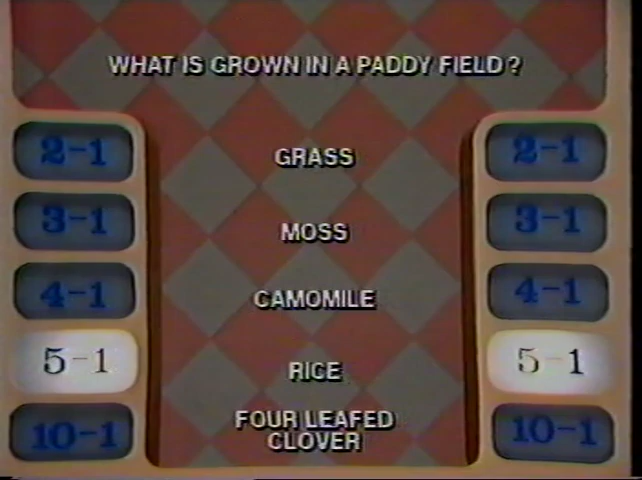 WHAT IS GROWN IN A PADDY FIELD?
2-1 GRASS 2-1
3-1 MOSS 3-1
4-1 CAMOMILE 4-1
5-1 RICE 5-1
10-1 FOUR LEAFED 10-1
CLOVER